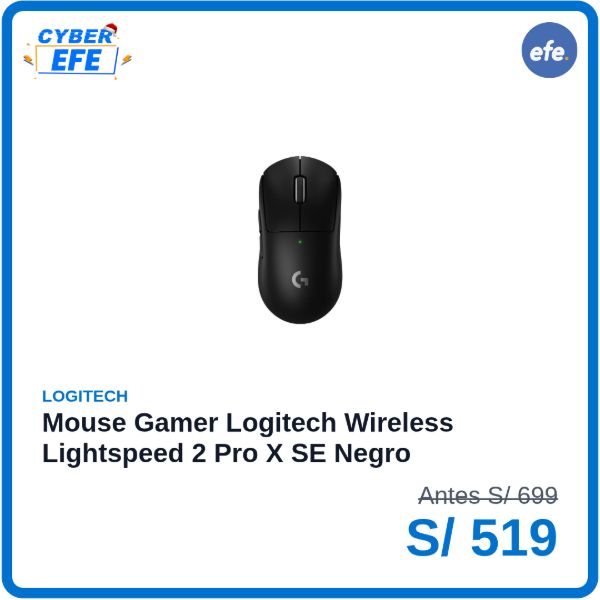 CYBER
EFE
efe.
G
LOGITECH
Mouse Gamer Logitech Wireless
Lightspeed 2 Pro X SE Negro
Antes S/ 699
S/ 519